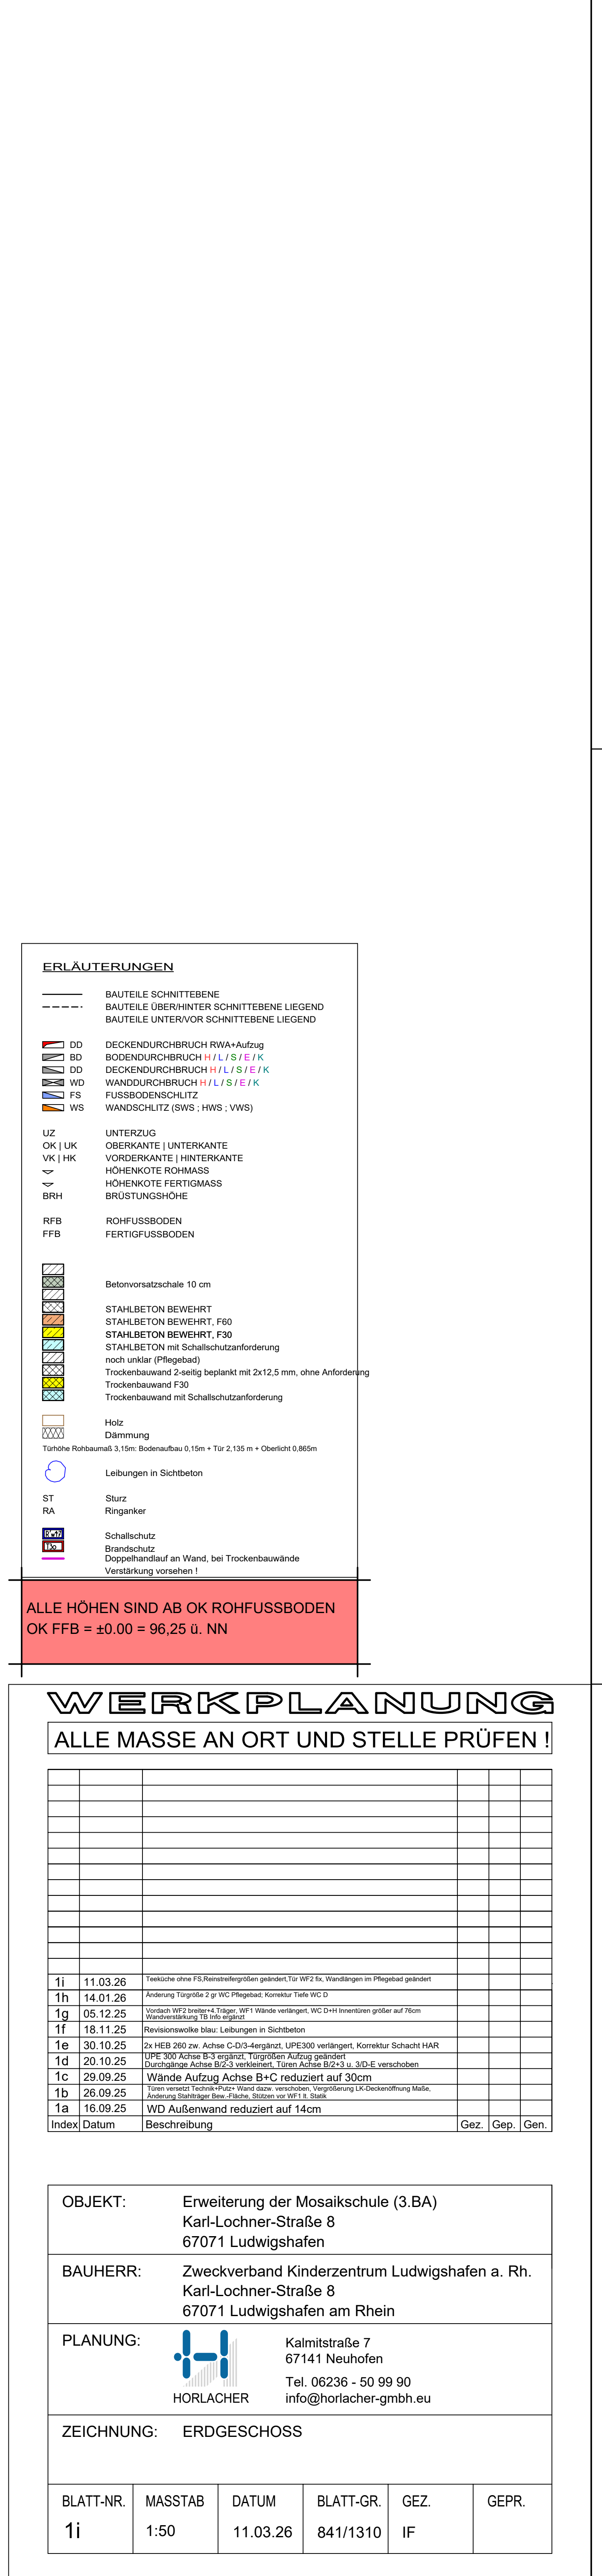 ERLÄUTERUNGEN
BAUTEILE SCHNITTEBENE
BAUTEILE ÜBER/HINTER SCHNITTEBENE LIEGEND
BAUTEILE UNTER/VOR SCHNITTEBENE LIEGEND
DD DECKENDURCHBRUCH RWA+Aufzug
BD BODENDURCHBRUCH H / L / S / E / K
DD DECKENDURCHBRUCH H / L / S / E / K
WD WANDDURCHBRUCH H / L / S / E / K
FS FUSSBODENSCHLITZ
WS WANDSCHLITZ (SWS ; HWS ; VWS)
UZ UNTERZUG
OK | UK OBERKANTE | UNTERKANTE
VK | HK VORDERKANTE | HINTERKANTE
HÖHENKOTE ROHMASS
HÖHENKOTE FERTIGMASS
BRH BRÜSTUNGSHÖHE
RFB ROHFUSSBODEN
FFB FERTIGFUSSBODEN
Betonvorsatzschale 10 cm
STAHLBETON BEWEHRT
STAHLBETON BEWEHRT, F60
STAHLBETON BEWEHRT, F30
STAHLBETON mit Schallschutzanforderung
noch unklar (Pflegebad)
Trockenbauwand 2-seitig beplankt mit 2x12,5 mm, ohne Anforderung
Trockenbauwand F30
Trockenbauwand mit Schallschutzanforderung
Holz
Dämmung
Türhöhe Rohbaumaß 3,15m: Bodenaufbau 0,15m + Tür 2,135 m + Oberlicht 0,865m
Leibungen in Sichtbeton
ST Sturz
RA Ringanker
Schallschutz
Brandschutz
Doppelhandlauf an Wand, bei Trockenbauwände
Verstärkung vorsehen !
ALLE HÖHEN SIND AB OK ROHFUSSBODEN
OK FFB = ±0.00 = 96,25 ü. NN
WERKPLANUNG
ALLE MASSE AN ORT UND STELLE PRÜFEN !
1i 11.03.26 Teeküche ohne FS,Reinstreifergrößen geändert,Tür WF2 fix, Wandlängen im Pflegebad geändert
1h 14.01.26 Änderung Türgröße 2 gr WC Pflegebad; Korrektur Tiefe WC D
1g 05.12.25 Vordach WF2 breiter+4.Träger, WF1 Wände verlängert, WC D+H Innentüren größer auf 76cm
Wandverstärkung TB Info ergänzt
1f 18.11.25 Revisionswolke blau: Leibungen in Sichtbeton
1e 30.10.25 2x HEB 260 zw. Achse C-D/3-4ergänzt, UPE300 verlängert, Korrektur Schacht HAR
1d 20.10.25 UPE 300 Achse B-3 ergänzt, Türgrößen Aufzug geändert
Durchgänge Achse B/2-3 verkleinert, Türen Achse B/2+3 u. 3/D-E verschoben
1c 29.09.25 Wände Aufzug Achse B+C reduziert auf 30cm
1b 26.09.25 Türen versetzt Technik+Putz+ Wand dazw. verschoben, Vergrößerung LK-Deckenöffnung Maße,
Änderung Stahlträger Bew.-Fläche, Stützen vor WF1 lt. Statik
1a 16.09.25 WD Außenwand reduziert auf 14cm
Index Datum Beschreibung Gez. Gep. Gen.
OBJEKT: Erweiterung der Mosaikschule (3.BA)
Karl-Lochner-Straße 8
67071 Ludwigshafen
BAUHERR: Zweckverband Kinderzentrum Ludwigshafen a. Rh.
Karl-Lochner-Straße 8
67071 Ludwigshafen am Rhein
PLANUNG: Kalmitstraße 7
67141 Neuhofen
Tel. 06236 - 50 99 90
HORLACHER info@horlacher-gmbh.eu
ZEICHNUNG: ERDGESCHOSS
BLATT-NR. MASSTAB DATUM BLATT-GR. GEZ. GEPR.
1i 1:50 11.03.26 841/1310 IF